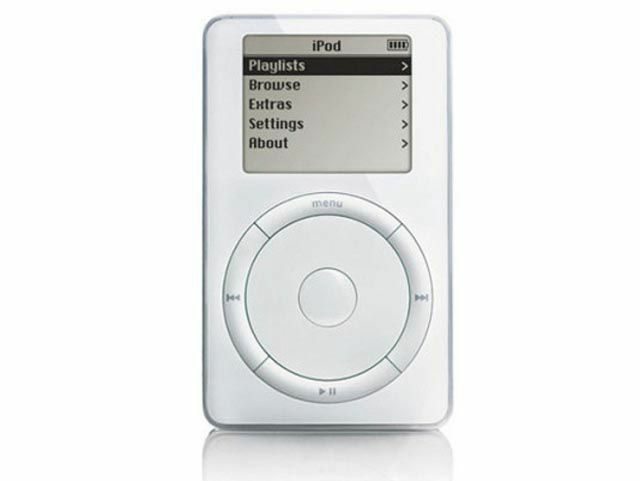 iPod
Playlists >
Browse >
Extras >
Settings >
About >
menu